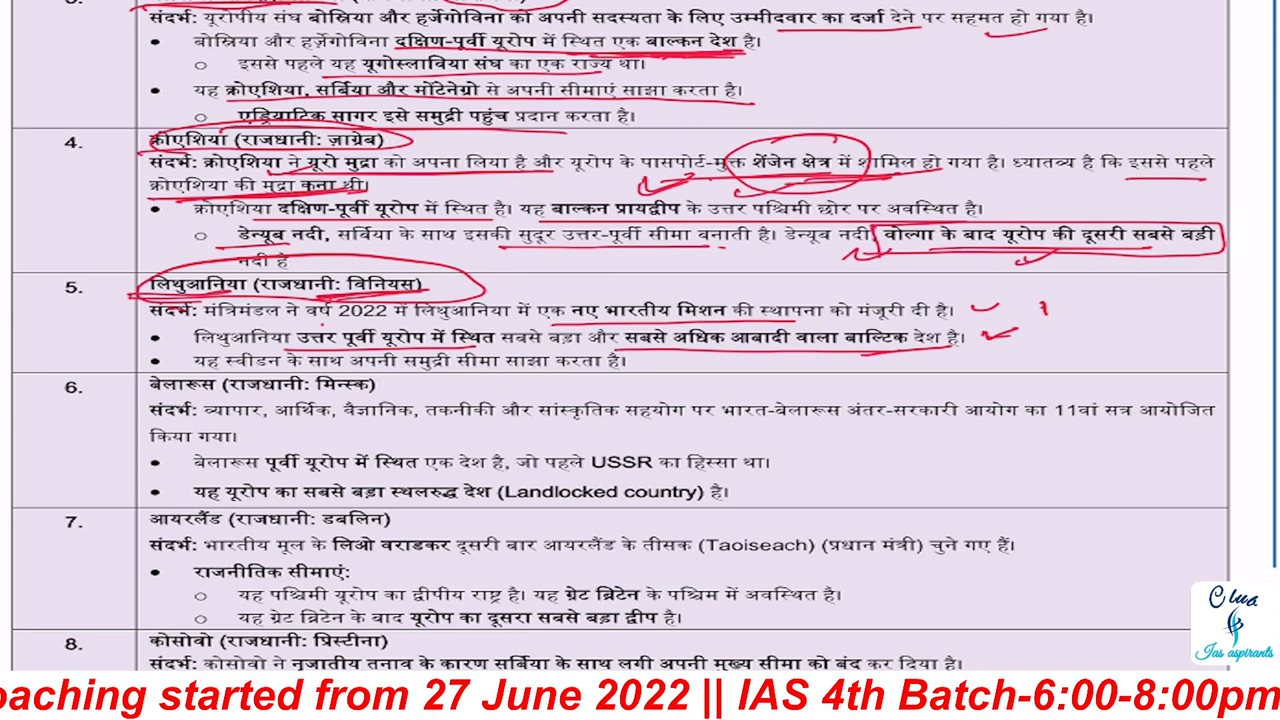 संदर्भ: यूरोपीय संघ बोस्निया और हर्जेगोविना को अपनी सदस्यता के लिए उम्मीदवार का दर्जा देने पर सहमत हो गया है।
• बोस्निया और हर्ज़ेगोविना दक्षिण-पूर्वी यूरोप में स्थित एक बाल्कन देश है।
○ इससे पहले यह यूगोस्लाविया संघ का एक राज्य था।
• यह क्रोएशिया, सर्बिया और मोंटेनेग्रो से अपनी सीमाएं साझा करता है।
○ एड्रियाटिक सागर इसे समुद्री पहुंच प्रदान करता है।
4. क्रोएशिया (राजधानी: ज़ाग्रेब)
संदर्भ: क्रोएशिया ने यूरो मुद्रा को अपना लिया है और यूरोप के पासपोर्ट-मुक्त शेंजेन क्षेत्र में शामिल हो गया है। ध्यातव्य है कि इससे पहले
क्रोएशिया की मुद्रा कुना थी।
• क्रोएशिया दक्षिण-पूर्वी यूरोप में स्थित है। यह बाल्कन प्रायद्वीप के उत्तर पश्चिमी छोर पर अवस्थित है।
○ डेन्यूब नदी, सर्बिया के साथ इसकी सुदूर उत्तर-पूर्वी सीमा बनाती है। डेन्यूब नदी वोल्गा के बाद यूरोप की दूसरी सबसे बड़ी
नदी है
5. लिथुआनिया (राजधानी: विनियस)
संदर्भ: मंत्रिमंडल ने वर्ष 2022 में लिथुआनिया में एक नए भारतीय मिशन की स्थापना को मंजूरी दी है।
• लिथुआनिया उत्तर पूर्वी यूरोप में स्थित सबसे बड़ा और सबसे अधिक आबादी वाला बाल्टिक देश है।
• यह स्वीडन के साथ अपनी समुद्री सीमा साझा करता है।
6. बेलारूस (राजधानी: मिन्स्क)
संदर्भ: व्यापार, आर्थिक, वैज्ञानिक, तकनीकी और सांस्कृतिक सहयोग पर भारत-बेलारूस अंतर-सरकारी आयोग का 11वां सत्र आयोजित
किया गया।
• बेलारूस पूर्वी यूरोप में स्थित एक देश है, जो पहले USSR का हिस्सा था।
• यह यूरोप का सबसे बड़ा स्थलरुद्ध देश (Landlocked country) है।
7. आयरलैंड (राजधानी: डबलिन)
संदर्भ: भारतीय मूल के लिओ वराडकर दूसरी बार आयरलैंड के तीसक (Taoiseach) (प्रधान मंत्री) चुने गए हैं।
• राजनीतिक सीमाएं:
○ यह पश्चिमी यूरोप का द्वीपीय राष्ट्र है। यह ग्रेट ब्रिटेन के पश्चिम में अवस्थित है।
○ यह ग्रेट ब्रिटेन के बाद यूरोप का दूसरा सबसे बड़ा द्वीप है।
8. कोसोवो (राजधानी: प्रिस्टीना)
संदर्भ: कोसोवो ने नृजातीय तनाव के कारण सर्बिया के साथ लगी अपनी मुख्य सीमा को बंद कर दिया है।
Ias aspirants
oaching started from 27 June 2022 || IAS 4th Batch-6:00-8:00pm